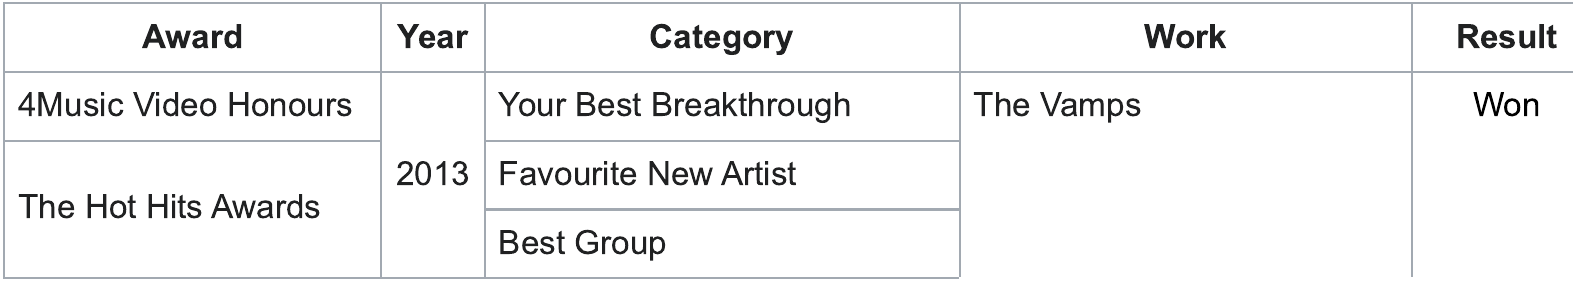 Award Year Category Work Result
4Music Video Honours 2013 Your Best Breakthrough The Vamps Won
The Hot Hits Awards Favourite New Artist
Best Group